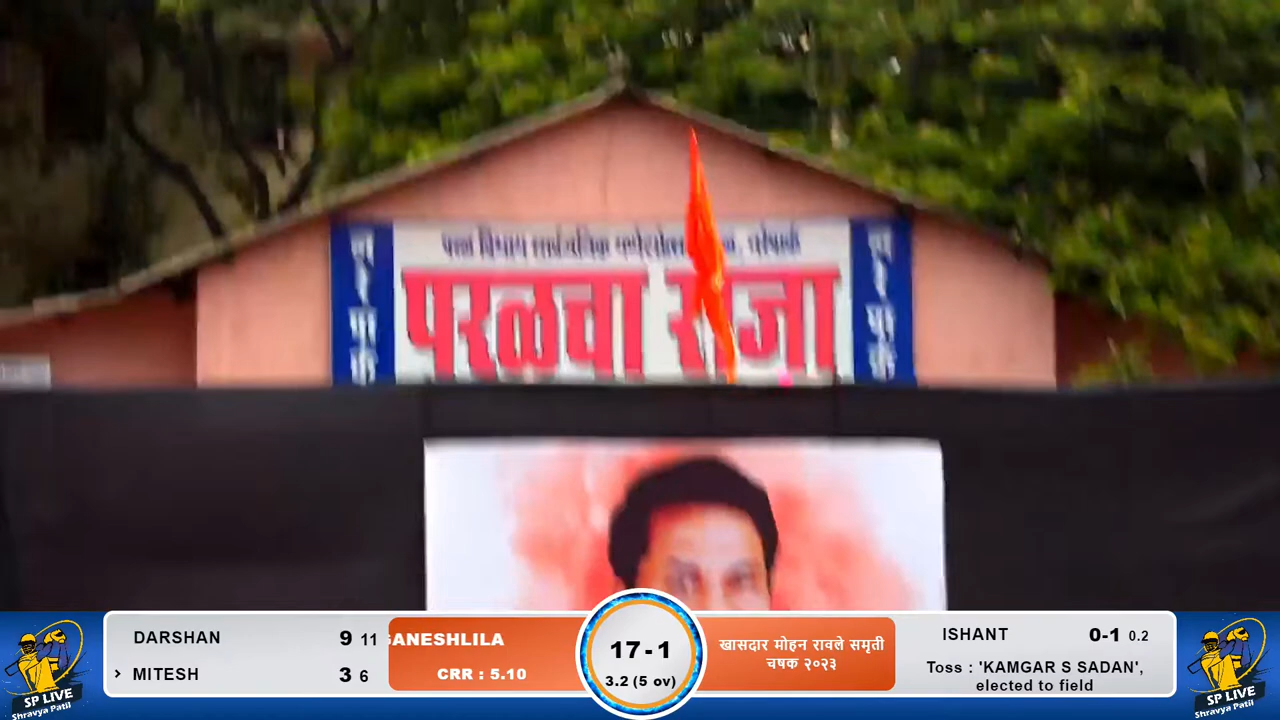 परळचा राजा
DARSHAN 9 11
› MITESH 3 6
GANESHLILA
CRR : 5.10
17-1
3.2 (5 ov)
खासदार मोहन रावले समृती
चषक २०२३
ISHANT 0-1 0.2
Toss : 'KAMGAR S SADAN',
elected to field
SP LIVE
Shravya Patil
SP LIVE
Shravya Patil